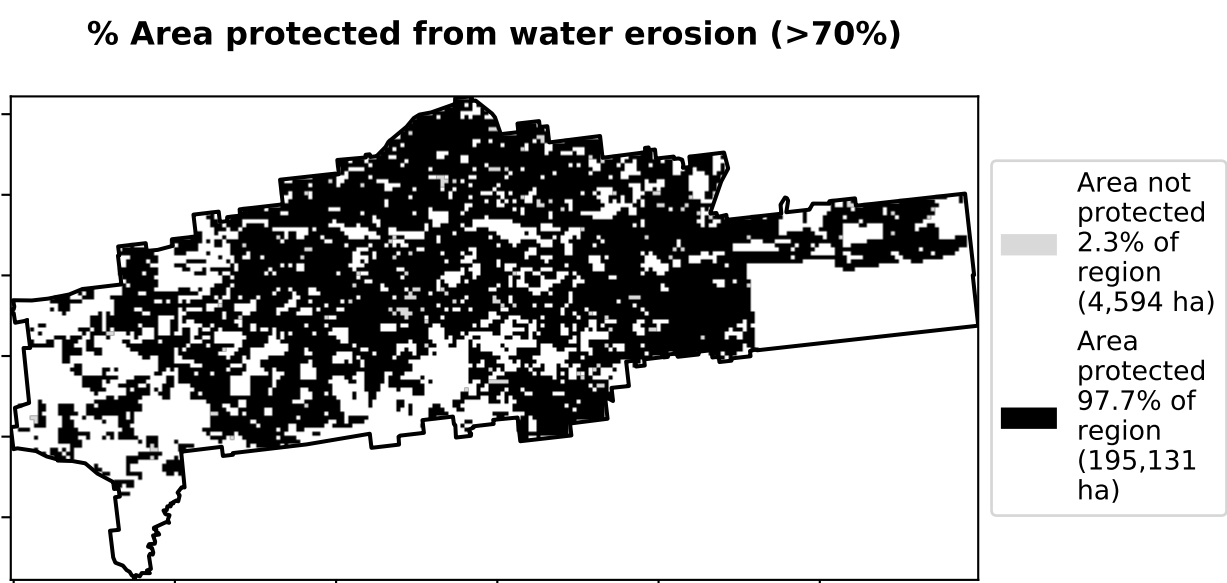 % Area protected from water erosion (>70%)
Area not
protected
2.3% of
region
(4,594 ha)
Area
protected
97.7% of
region
(195,131
ha)